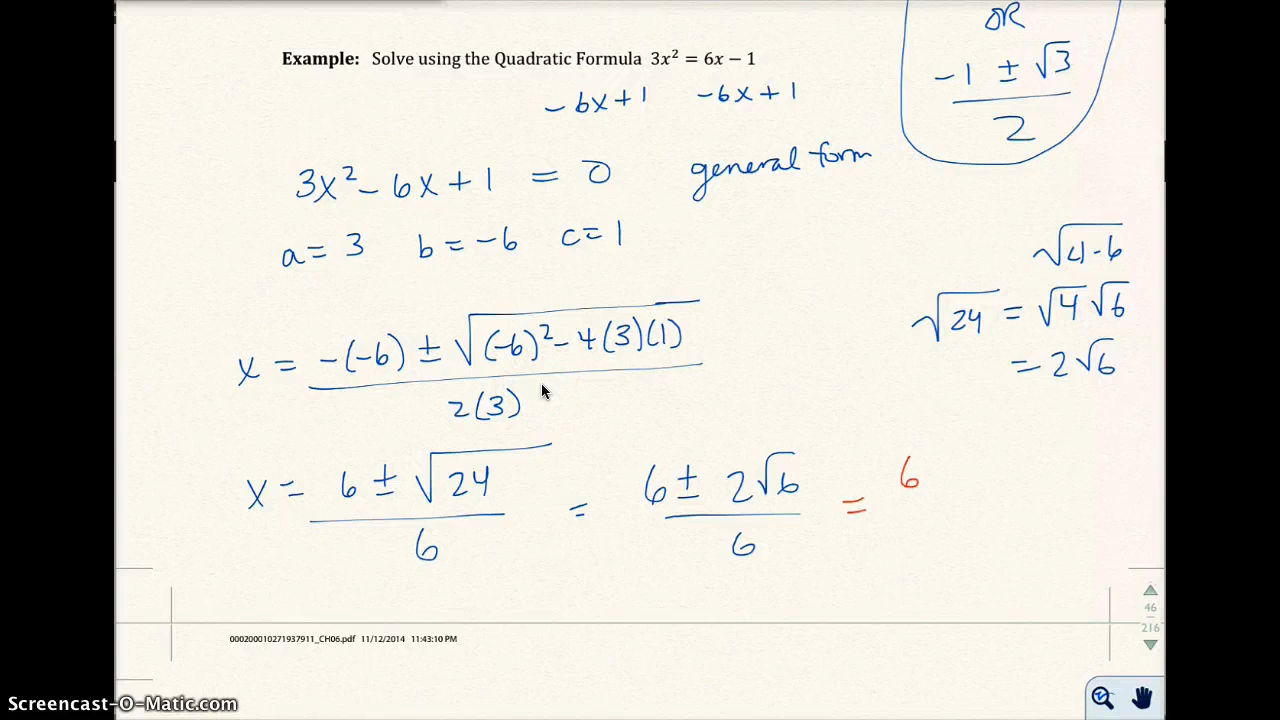 OR
-1 ± √3
2
Example: Solve using the Quadratic Formula 3x² = 6x − 1
-6x+1 -6x+1
3x² - 6x + 1 = 0 general form
a = 3 b = -6 c = 1
√4·6
√24 = √4 √6
= 2√6
x = -(-6) ± √(-6)² - 4(3)(1)
2(3)
x = 6 ± √24 = 6 ± 2√6 = 6
6 6
46
216
000200010271937911_CH06.pdf 11/12/2014 11:43:10 PM
Screencast-O-Matic.com